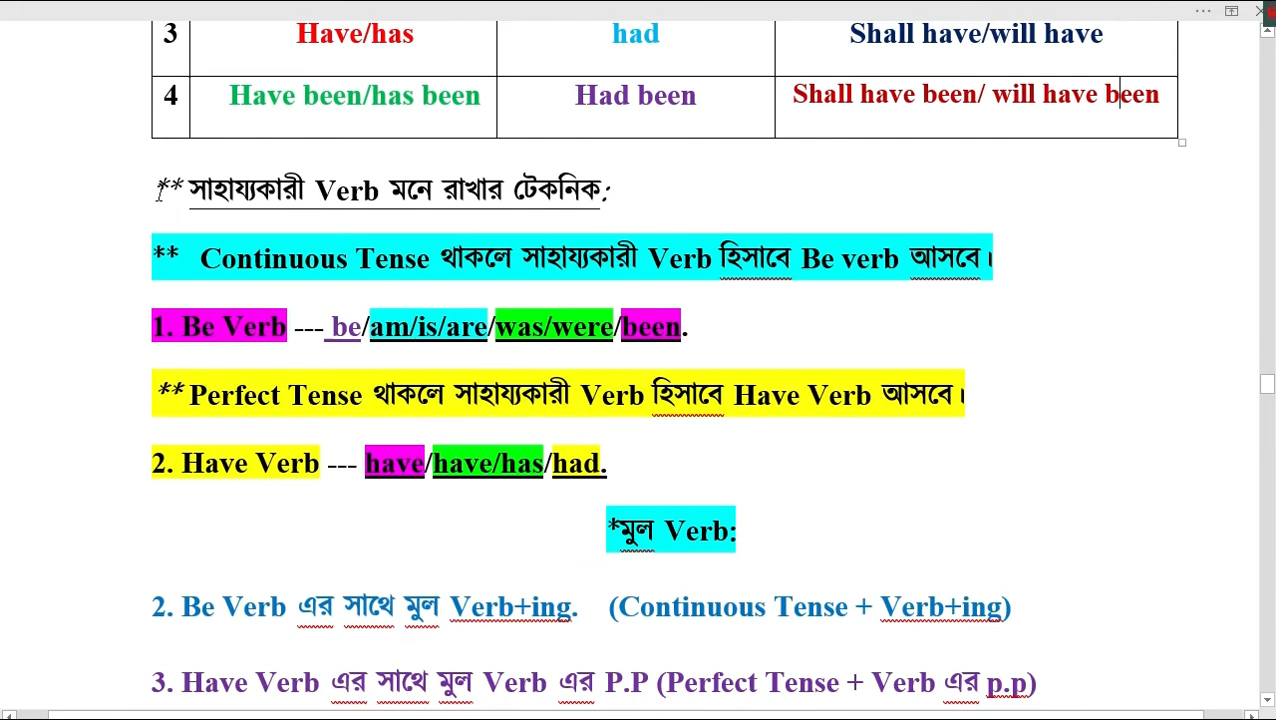 3 Have/has had Shall have/will have
4 Have been/has been Had been Shall have been/ will have been
** সাহায্যকারী Verb মনে রাখার টেকনিক:
** Continuous Tense থাকলে সাহায্যকারী Verb হিসাবে Be verb আসবে।
1. Be Verb --- be/am/is/are/was/were/been.
** Perfect Tense থাকলে সাহায্যকারী Verb হিসাবে Have Verb আসবে।
2. Have Verb --- have/have/has/had.
*মুল Verb:
2. Be Verb এর সাথে মুল Verb+ing. (Continuous Tense + Verb+ing)
3. Have Verb এর সাথে মুল Verb এর P.P (Perfect Tense + Verb এর p.p)